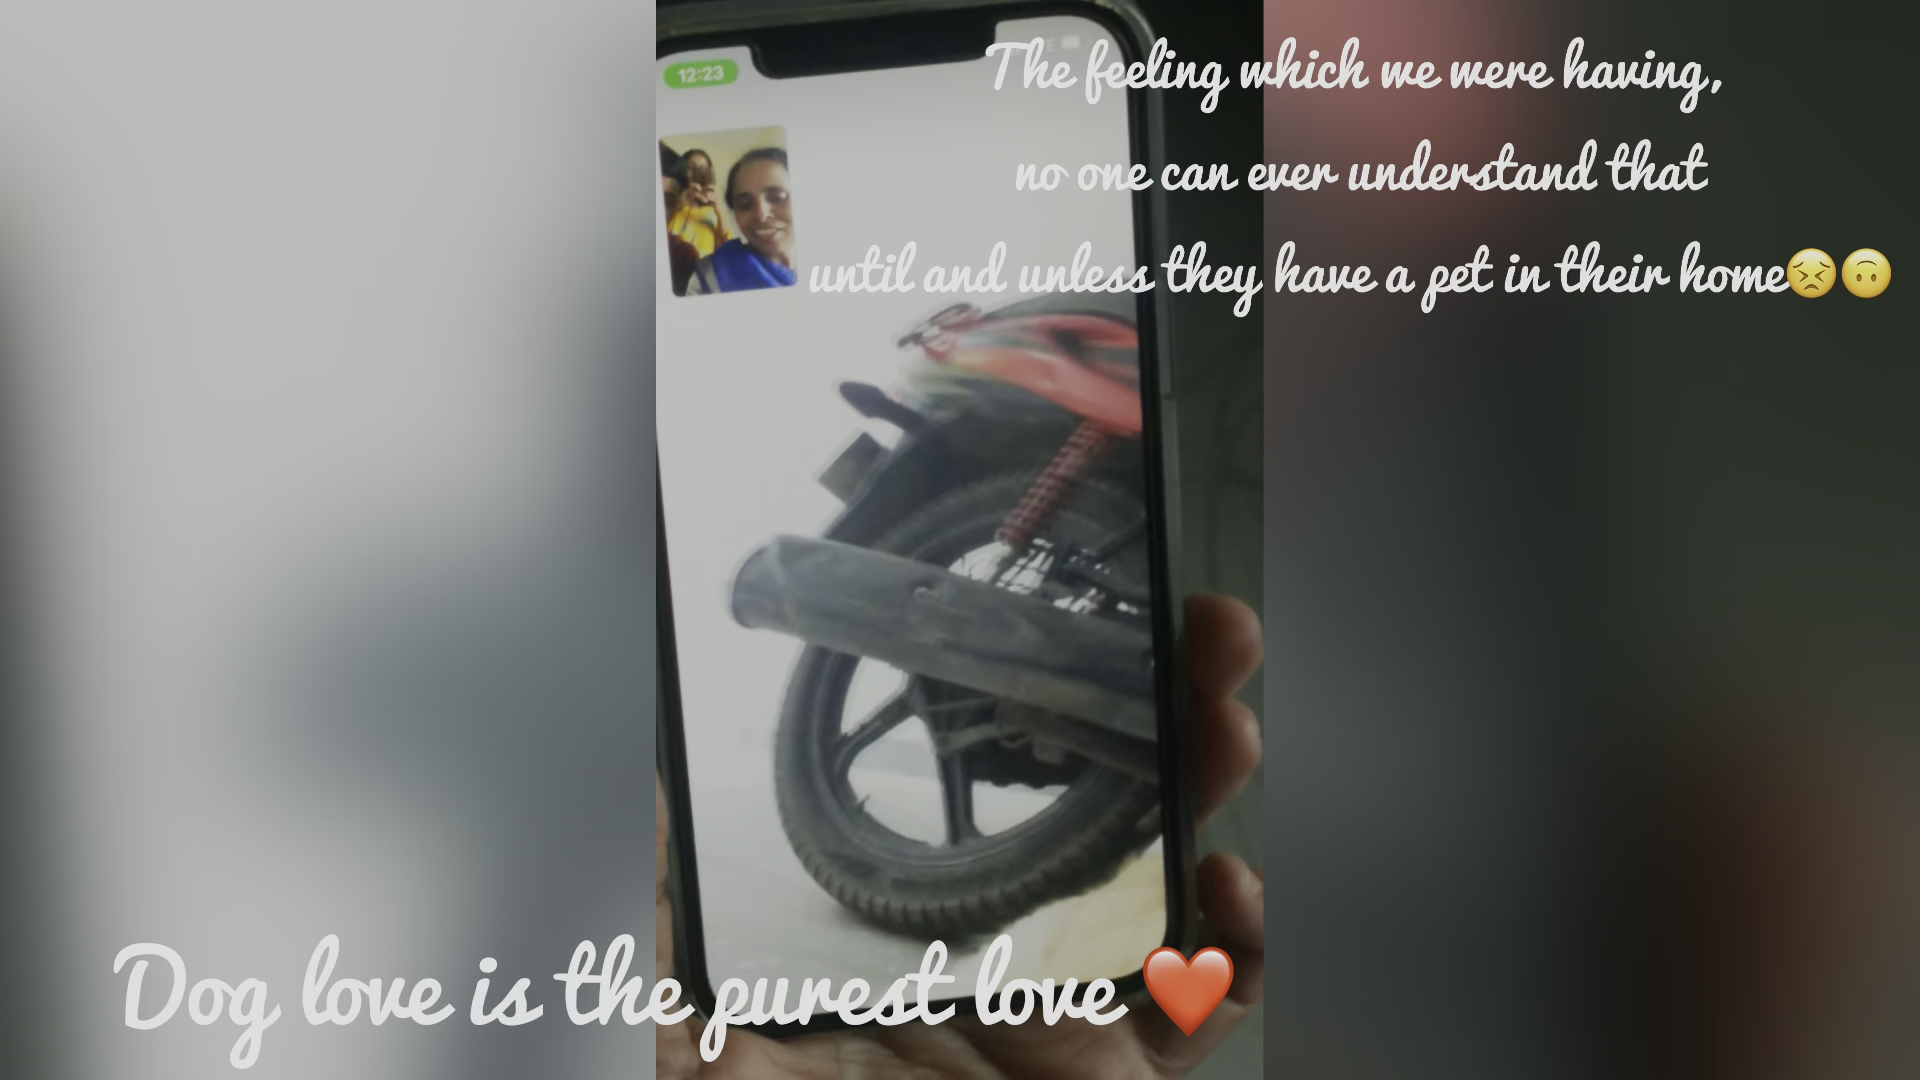 12:23
The feeling which we were having,
no one can ever understand that
until and unless they have a pet in their home😣🙃
Dog love is the purest love ❤️